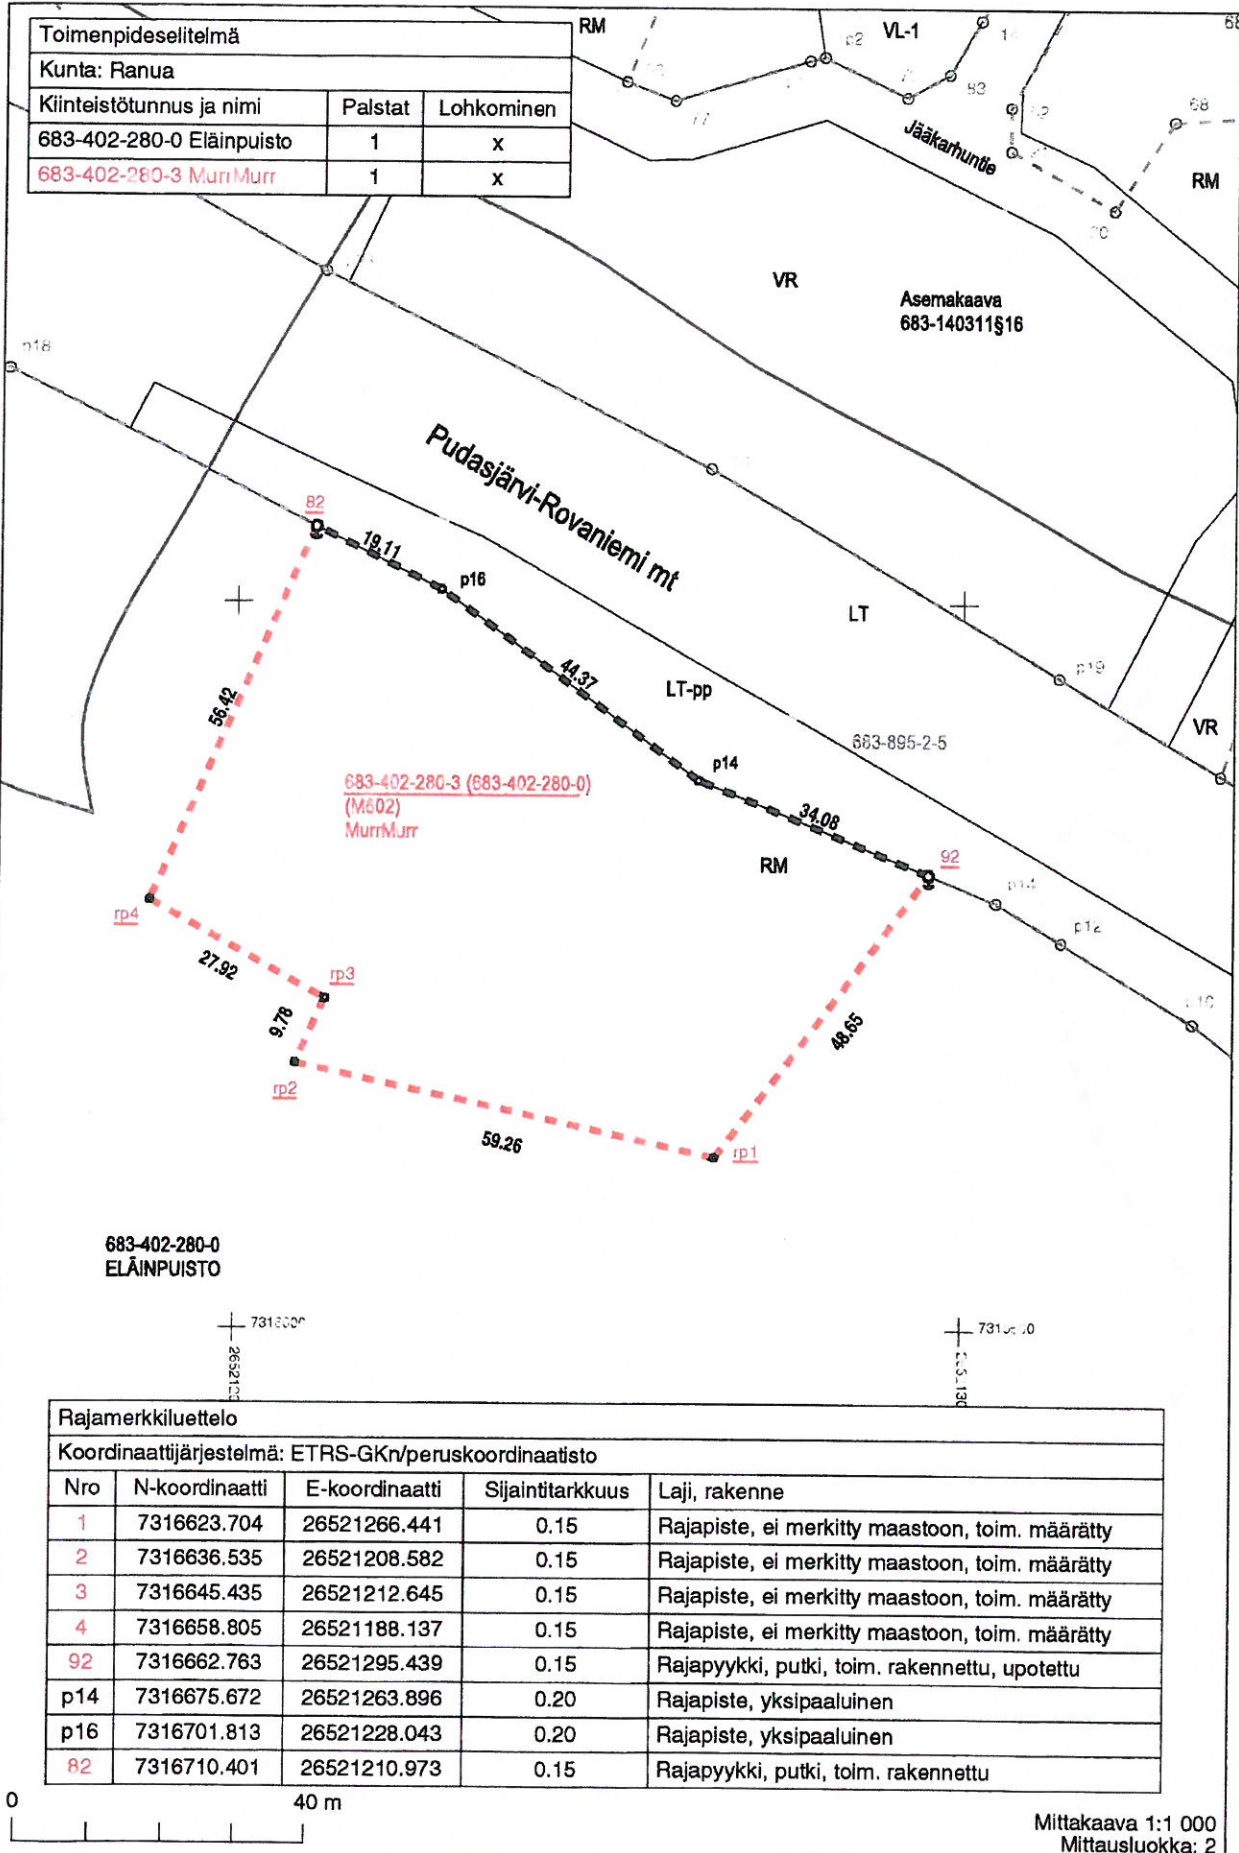 Toimenpideselitelmä
Kunta: Ranua
Kiinteistötunnus ja nimi Palstat Lohkominen
683-402-280-0 Eläinpuisto 1 x
683-402-280-3 MurrMurr 1 x
RM
p2
VL-1
83
77
68
Jääkarhuntie
RM
VR
Asemakaava
683-140311§16
p18
Pudasjärvi-Rovaniemi mt
82
19.11
p16
LT
44.37
LT-pp
p19
56.42
VR
683-895-2-5
p14
683-402-280-3 (683-402-280-0)
(M602)
MurrMurr
34.08
RM
92
p14
rp4
p12
27.92
rp3
9.78
48.65
rp2
59.26
rp1
683-402-280-0
ELÄINPUISTO
Rajamerkkiluettelo
Koordinaattijärjestelmä: ETRS-GKn/peruskoordinaatisto
Nro N-koordinaatti E-koordinaatti Sijaintitarkkuus Laji, rakenne
1 7316623.704 26521266.441 0.15 Rajapiste, ei merkitty maastoon, toim. määrätty
2 7316636.535 26521208.582 0.15 Rajapiste, ei merkitty maastoon, toim. määrätty
3 7316645.435 26521212.645 0.15 Rajapiste, ei merkitty maastoon, toim. määrätty
4 7316658.805 26521188.137 0.15 Rajapiste, ei merkitty maastoon, toim. määrätty
92 7316662.763 26521295.439 0.15 Rajapyykki, putki, toim. rakennettu, upotettu
p14 7316675.672 26521263.896 0.20 Rajapiste, yksipaaluinen
p16 7316701.813 26521228.043 0.20 Rajapiste, yksipaaluinen
82 7316710.401 26521210.973 0.15 Rajapyykki, putki, toim. rakennettu
0 40 m
Mittakaava 1:1 000
Mittausluokka: 2